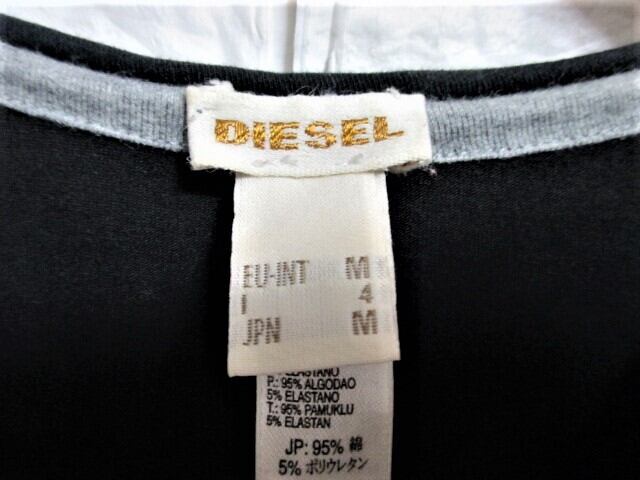 DIESEL
EU-INT M
I 4
JPN M
ELASTANO
P.: 95% ALGODAO
5% ELASTANO
T.: 95% PAMUKLU
5% ELASTAN
JP: 95% 綿
5% ポリウレタン